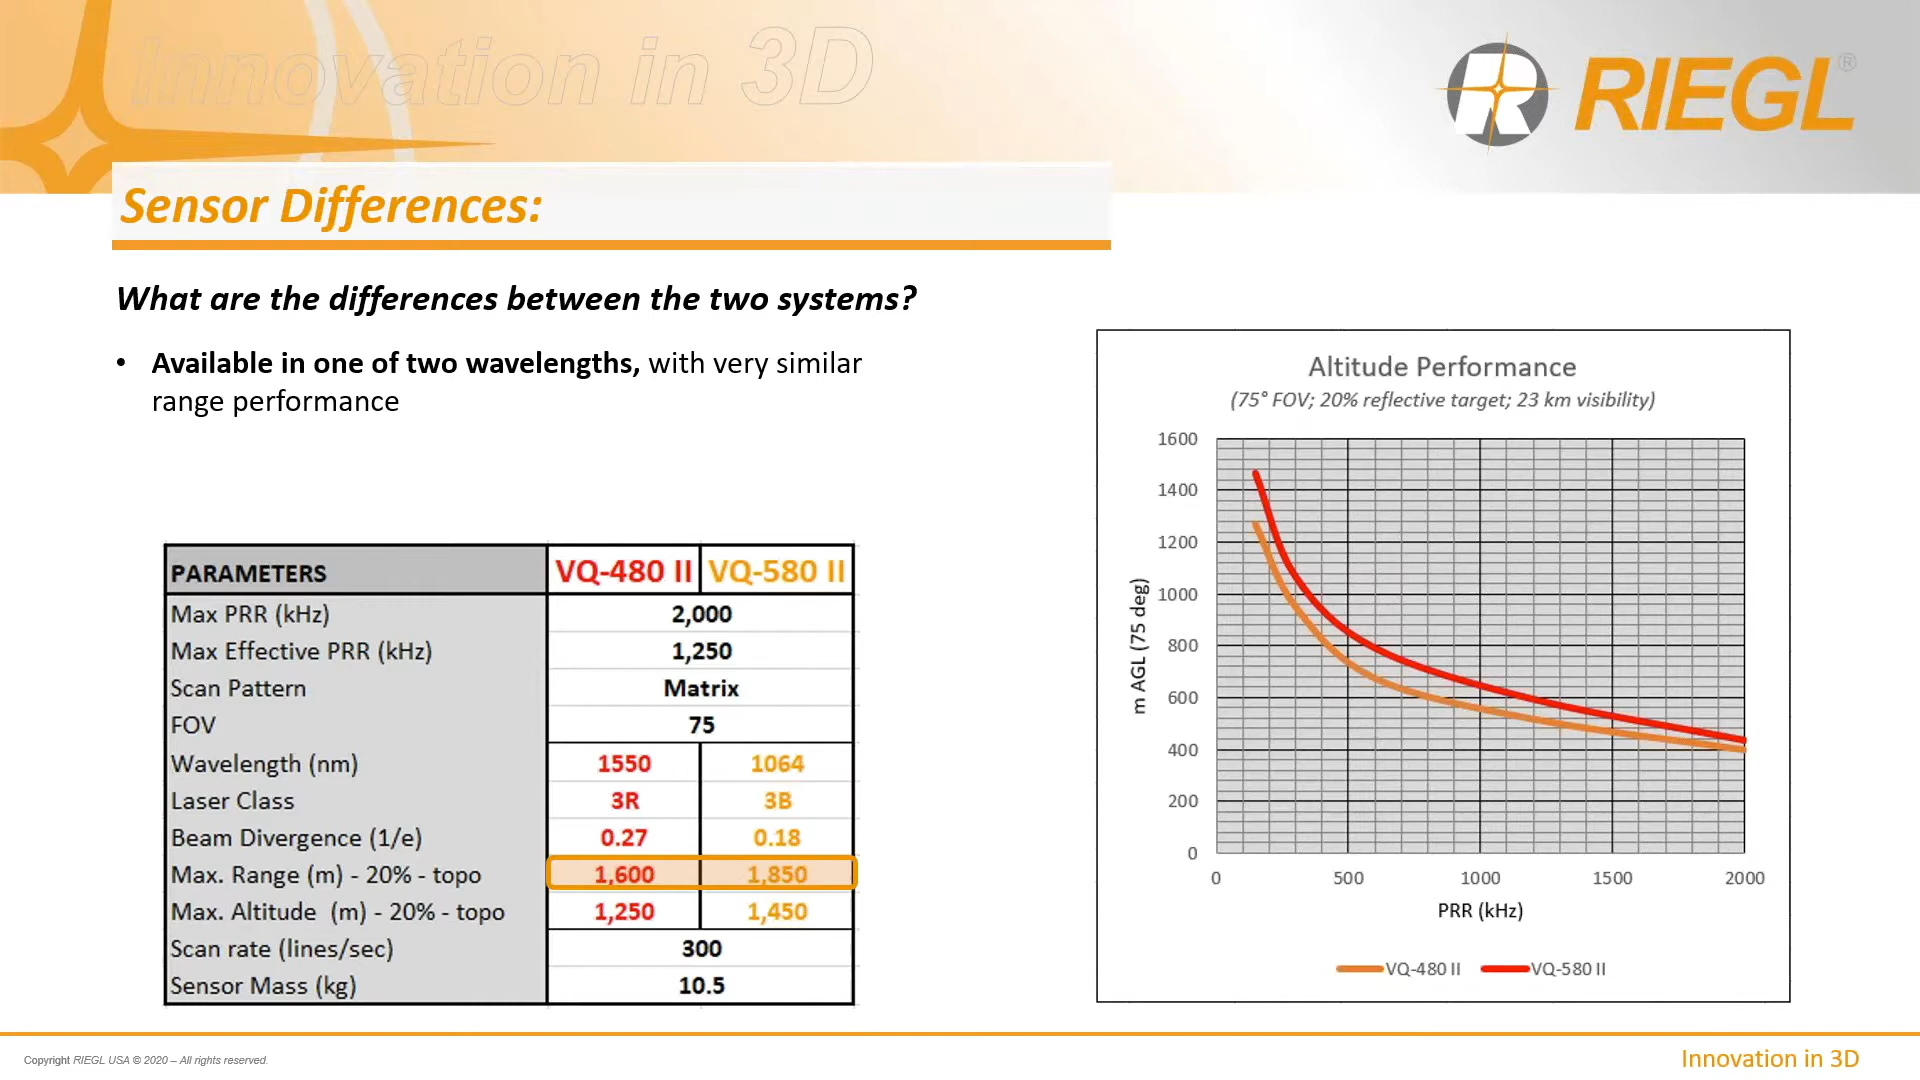 Innovation in 3D
RIEGL®
Sensor Differences:
What are the differences between the two systems?
• Available in one of two wavelengths, with very similar
range performance
PARAMETERS VQ-480 II VQ-580 II
Max PRR (kHz) 2,000
Max Effective PRR (kHz) 1,250
Scan Pattern Matrix
FOV 75
Wavelength (nm) 1550 1064
Laser Class 3R 3B
Beam Divergence (1/e) 0.27 0.18
Max. Range (m) - 20% - topo 1,600 1,850
Max. Altitude (m) - 20% - topo 1,250 1,450
Scan rate (lines/sec) 300
Sensor Mass (kg) 10.5
Altitude Performance
(75° FOV; 20% reflective target; 23 km visibility)
m AGL (75 deg)
1600
1400
1200
1000
800
600
400
200
0
0 500 1000 1500 2000
PRR (kHz)
VQ-480 II VQ-580 II
Copyright RIEGL USA © 2020 – All rights reserved.
Innovation in 3D